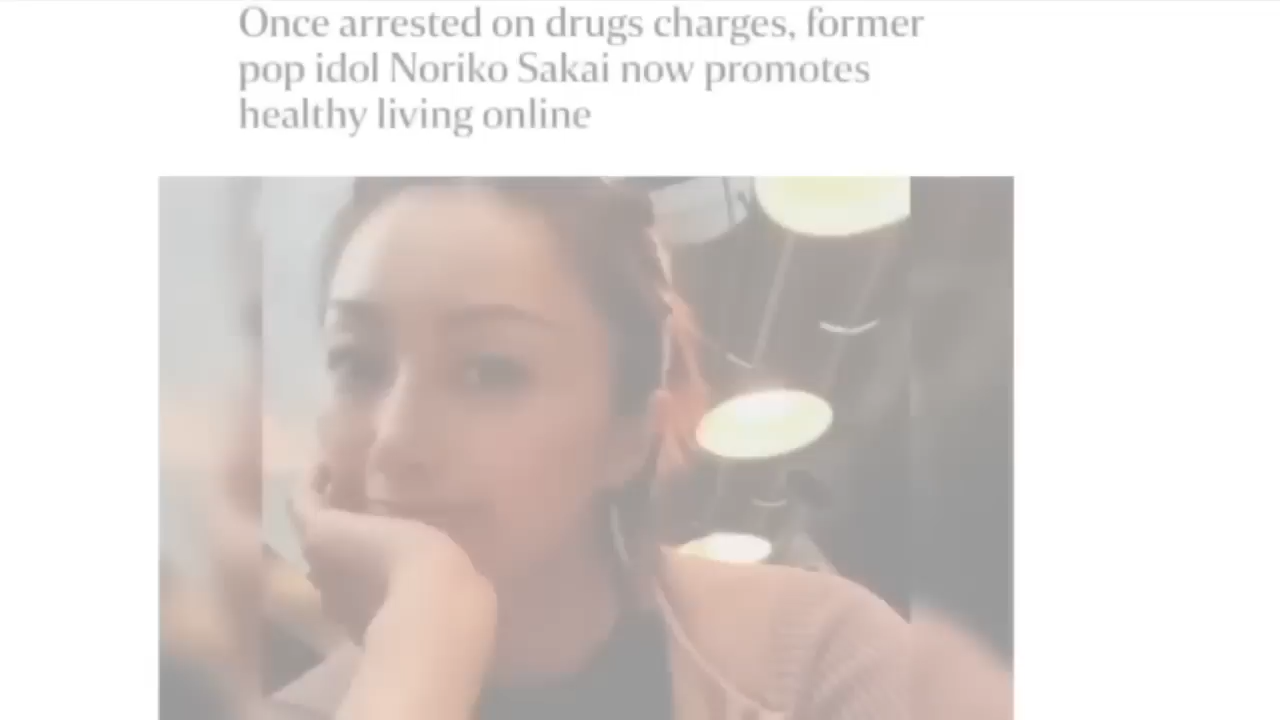 Once arrested on drugs charges, former
pop idol Noriko Sakai now promotes
healthy living online